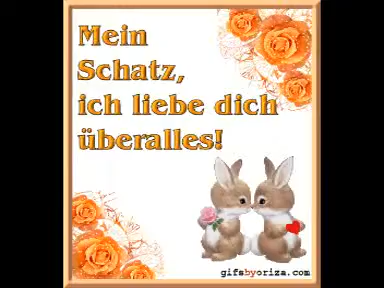 Mein
Schatz,
ich liebe dich
überalles!
gifsbyoriza.com